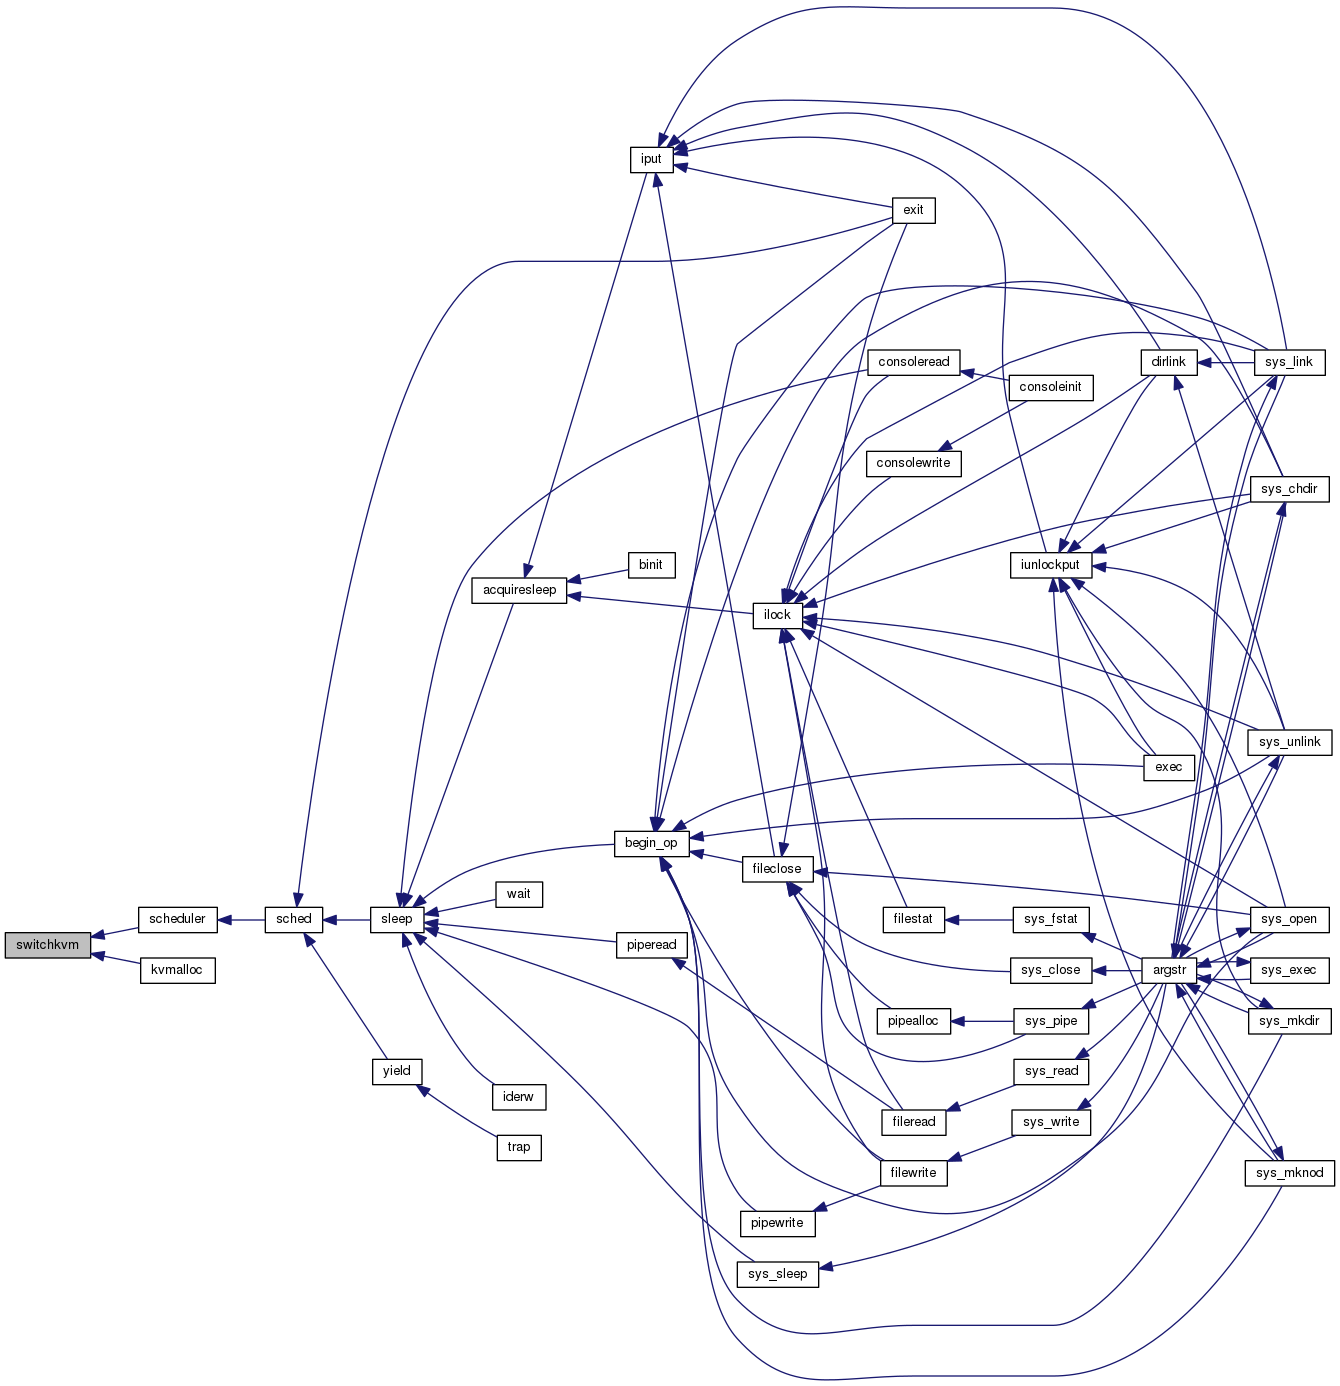 iput
exit
consoleread
dirlink
sys_link
consoleinit
consolewrite
sys_chdir
binit
iunlockput
acquiresleep
ilock
sys_unlink
exec
begin_op
fileclose
wait
scheduler
sched
sleep
filestat
sys_fstat
sys_open
switchkvm
piperead
kvmalloc
sys_close
argstr
sys_exec
pipealloc
sys_pipe
sys_mkdir
yield
sys_read
iderw
fileread
sys_write
trap
filewrite
sys_mknod
pipewrite
sys_sleep